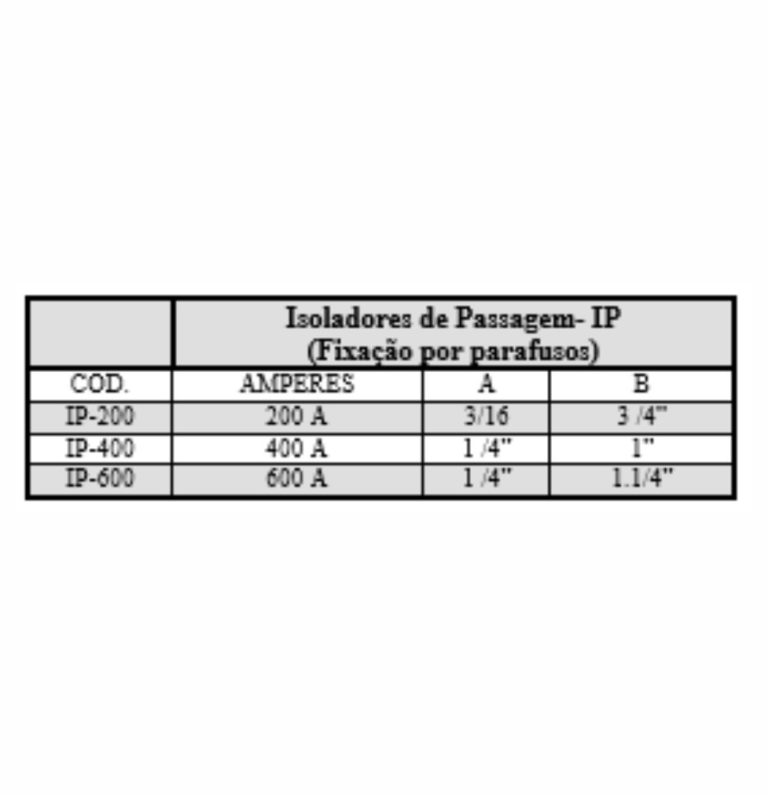 Isoladores de Passagem- IP
(Fixação por parafusos)
COD. AMPERES A B
IP-200 200 A 3/16 3 /4"
IP-400 400 A 1 /4" 1"
IP-600 600 A 1 /4" 1.1/4"